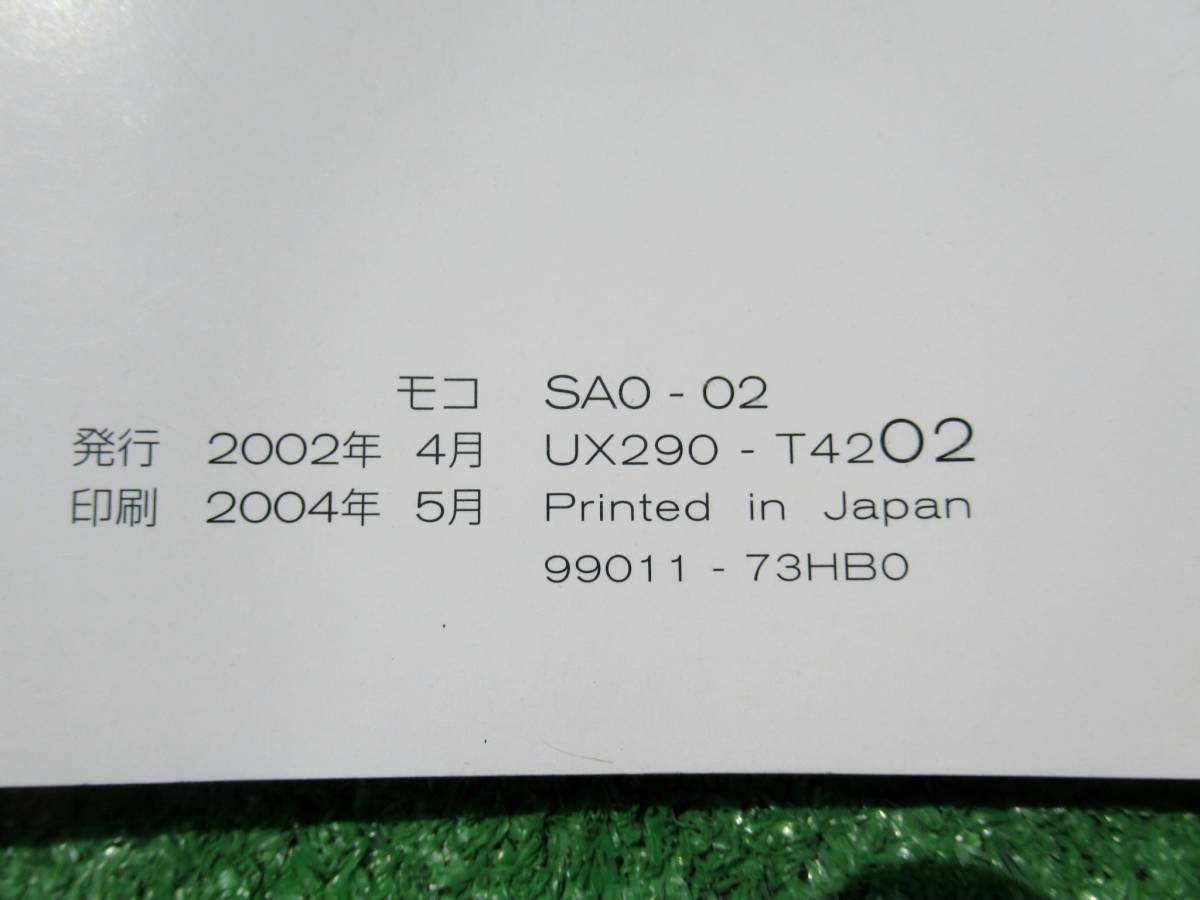 モコ SA0 - 02
発行 2002年 4月 UX290 - T4202
印刷 2004年 5月 Printed in Japan
99011 - 73HB0